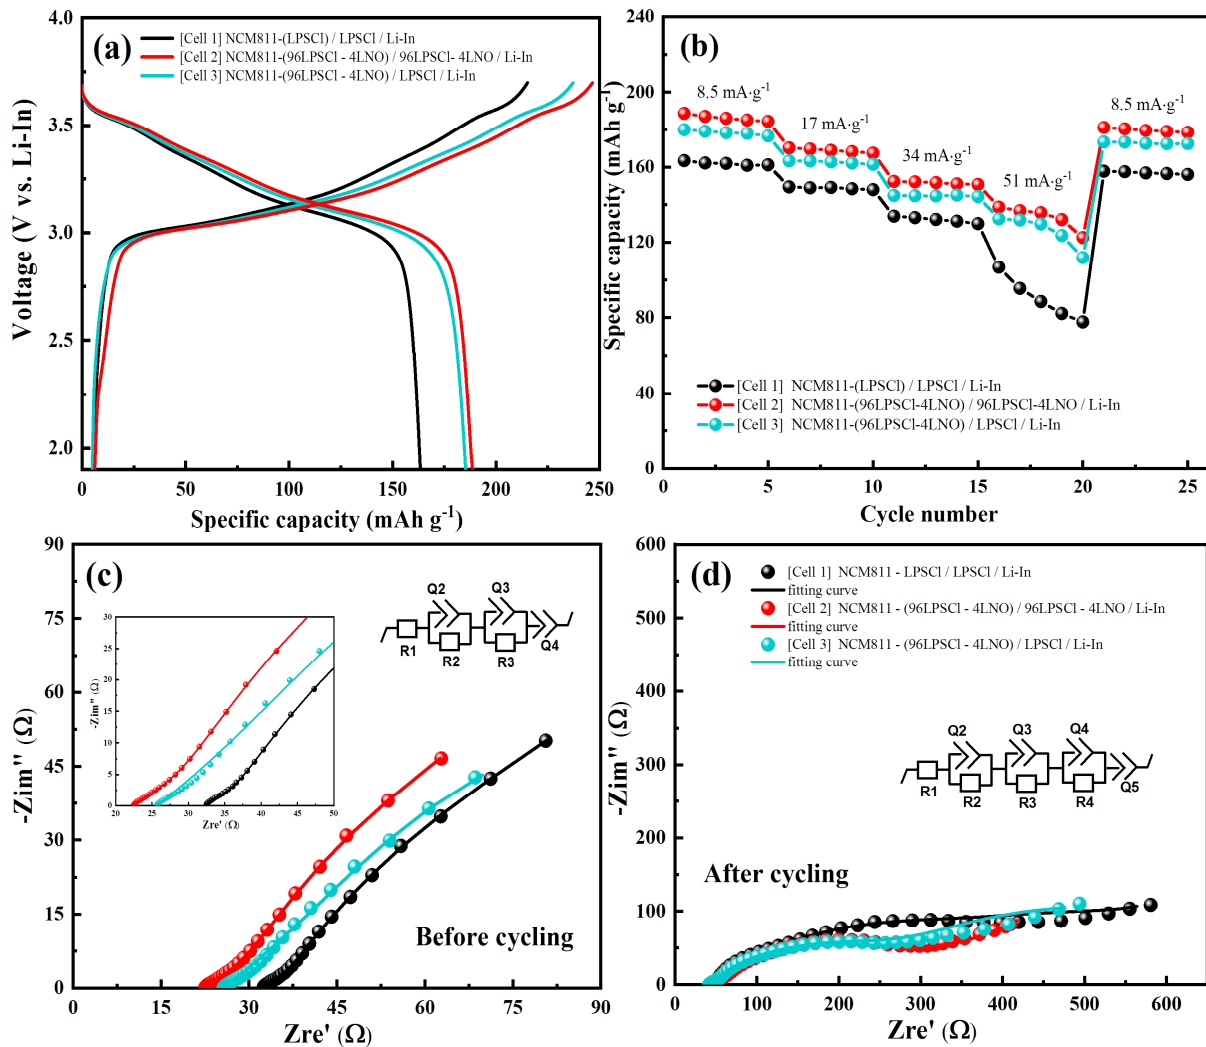 (a)
[Cell 1] NCM811-(LPSCl) / LPSCl / Li-In
[Cell 2] NCM811-(96LPSCl - 4LNO) / 96LPSCl- 4LNO / Li-In
[Cell 3] NCM811-(96LPSCl - 4LNO) / LPSCl / Li-In
4.0
3.5
3.0
2.5
2.0
Voltage (V vs. Li-In)
0 50 100 150 200 250
Specific capacity (mAh g⁻¹)
(b)
8.5 mA·g⁻¹
17 mA·g⁻¹
34 mA·g⁻¹
51 mA·g⁻¹
8.5 mA·g⁻¹
240
200
160
120
80
40
0
Specific capacity (mAh g⁻¹)
[Cell 1] NCM811-(LPSCl) / LPSCl / Li-In
[Cell 2] NCM811-(96LPSCl-4LNO) / 96LPSCl-4LNO / Li-In
[Cell 3] NCM811-(96LPSCl-4LNO) / LPSCl / Li-In
0 5 10 15 20 25
Cycle number
(c)
90
75
60
45
30
15
0
-Zim'' (Ω)
30
25
20
15
10
5
0
-Zim'' (Ω)
20 25 30 35 40 45 50
Zre' (Ω)
Q2 Q3
R1 R2 R3 Q4
Before cycling
0 15 30 45 60 75 90
Zre' (Ω)
(d)
[Cell 1] NCM811 - LPSCl / LPSCl / Li-In
fitting curve
[Cell 2] NCM811 - (96LPSCl - 4LNO) / 96LPSCl - 4LNO / Li-In
fitting curve
[Cell 3] NCM811 - (96LPSCl - 4LNO) / LPSCl / Li-In
fitting curve
600
500
400
300
200
100
0
-Zim'' (Ω)
Q2 Q3 Q4
R1 R2 R3 R4 Q5
After cycling
0 100 200 300 400 500 600
Zre' (Ω)